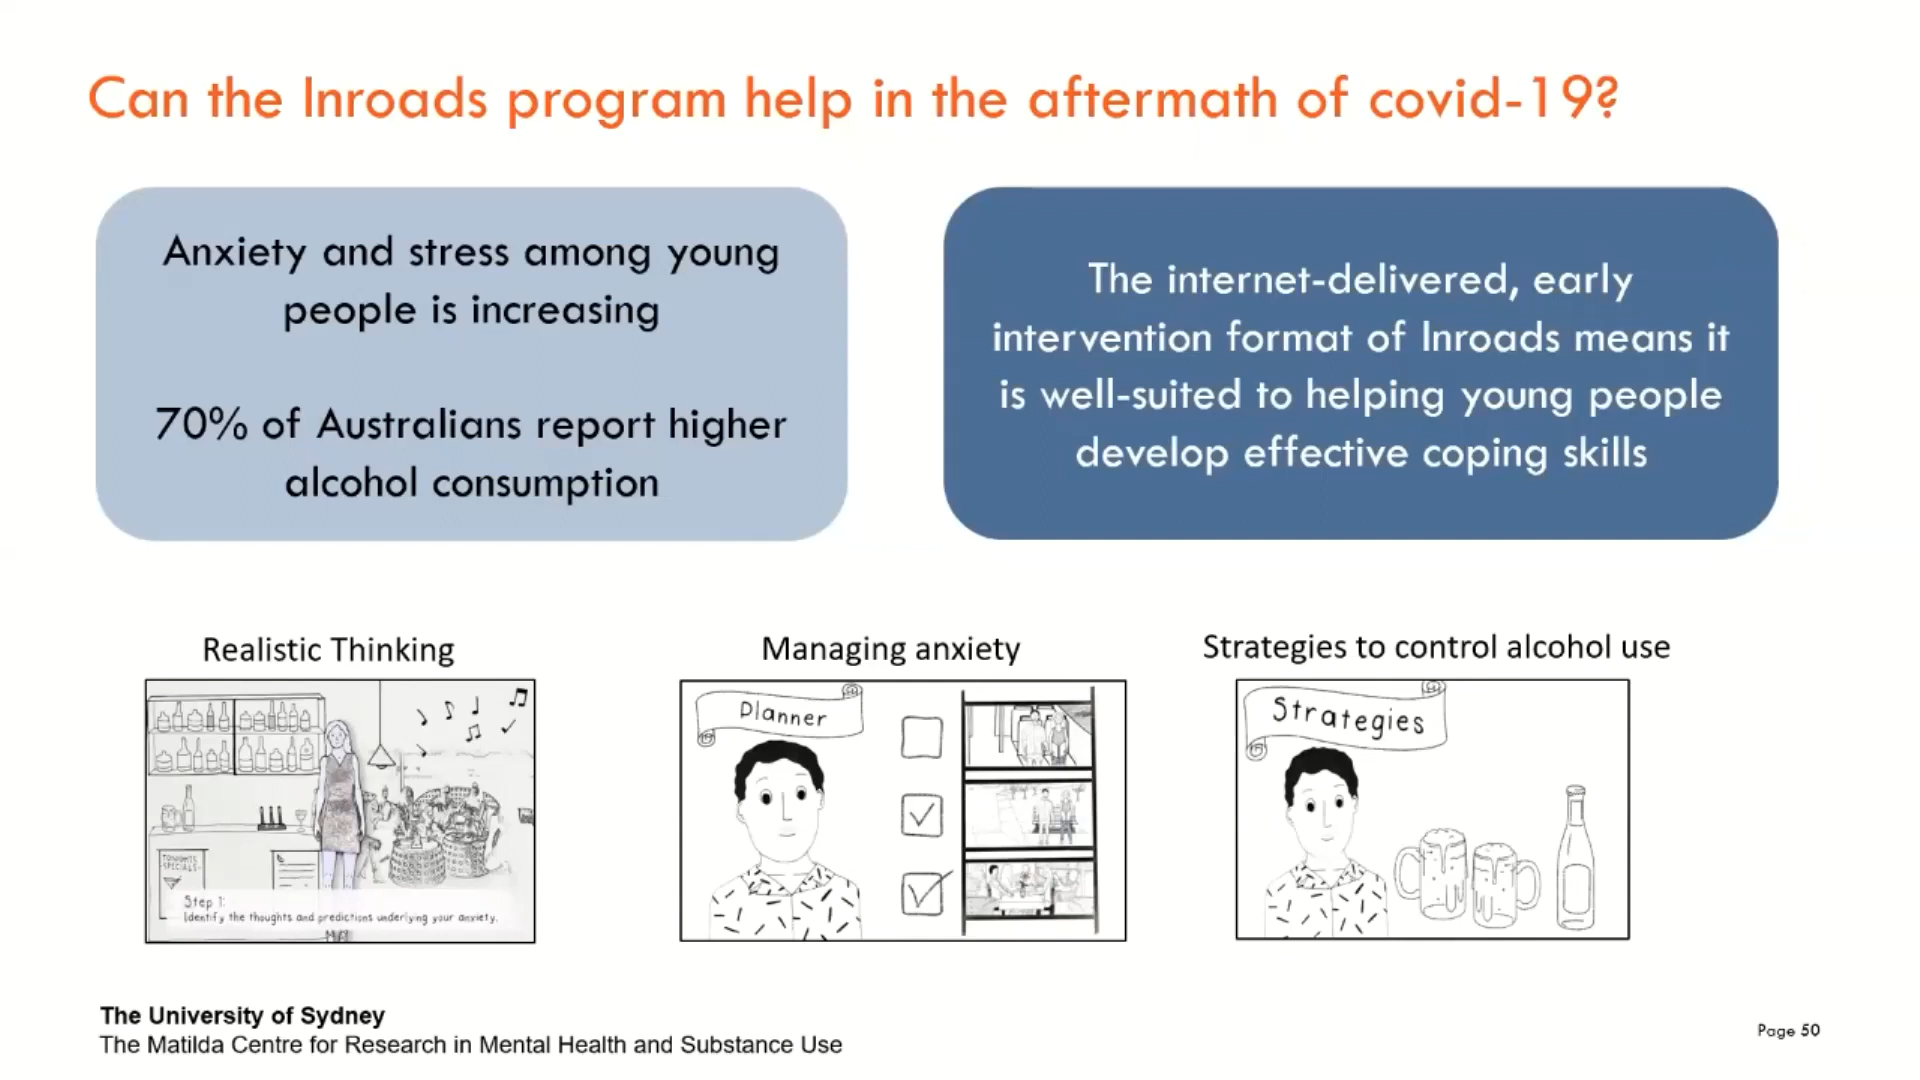 Can the Inroads program help in the aftermath of covid-19?
Anxiety and stress among young
people is increasing
70% of Australians report higher
alcohol consumption
The internet-delivered, early
intervention format of Inroads means it
is well-suited to helping young people
develop effective coping skills
Realistic Thinking
TONIGHTS
SPECIALS
Step 1:
Identify the thoughts and predictions underlying your anxiety.
Managing anxiety
Planner
Strategies to control alcohol use
Strategies
The University of Sydney
The Matilda Centre for Research in Mental Health and Substance Use
Page 50